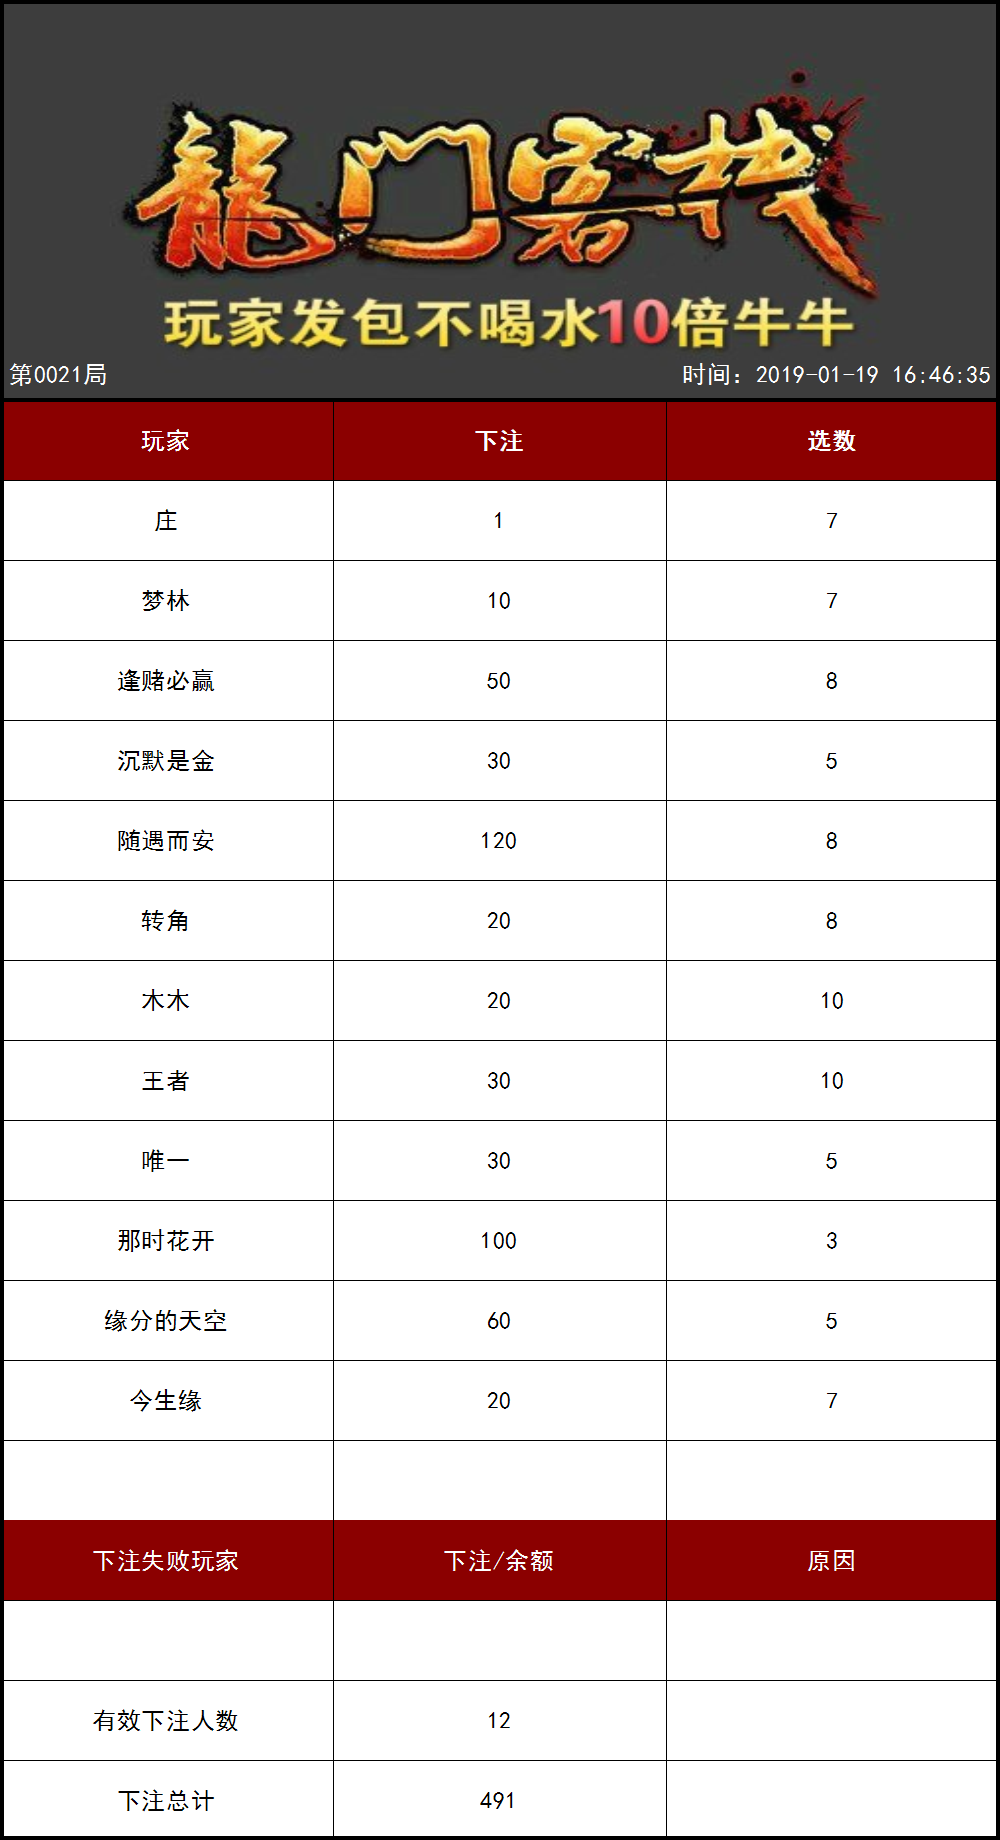 龍门客栈
玩家发包不喝水10倍牛牛
第0021局 时间：2019-01-19 16:46:35
玩家 下注 选数
庄 1 7
梦林 10 7
逢赌必赢 50 8
沉默是金 30 5
随遇而安 120 8
转角 20 8
木木 20 10
王者 30 10
唯一 30 5
那时花开 100 3
缘分的天空 60 5
今生缘 20 7
下注失败玩家 下注/余额 原因
有效下注人数 12
下注总计 491